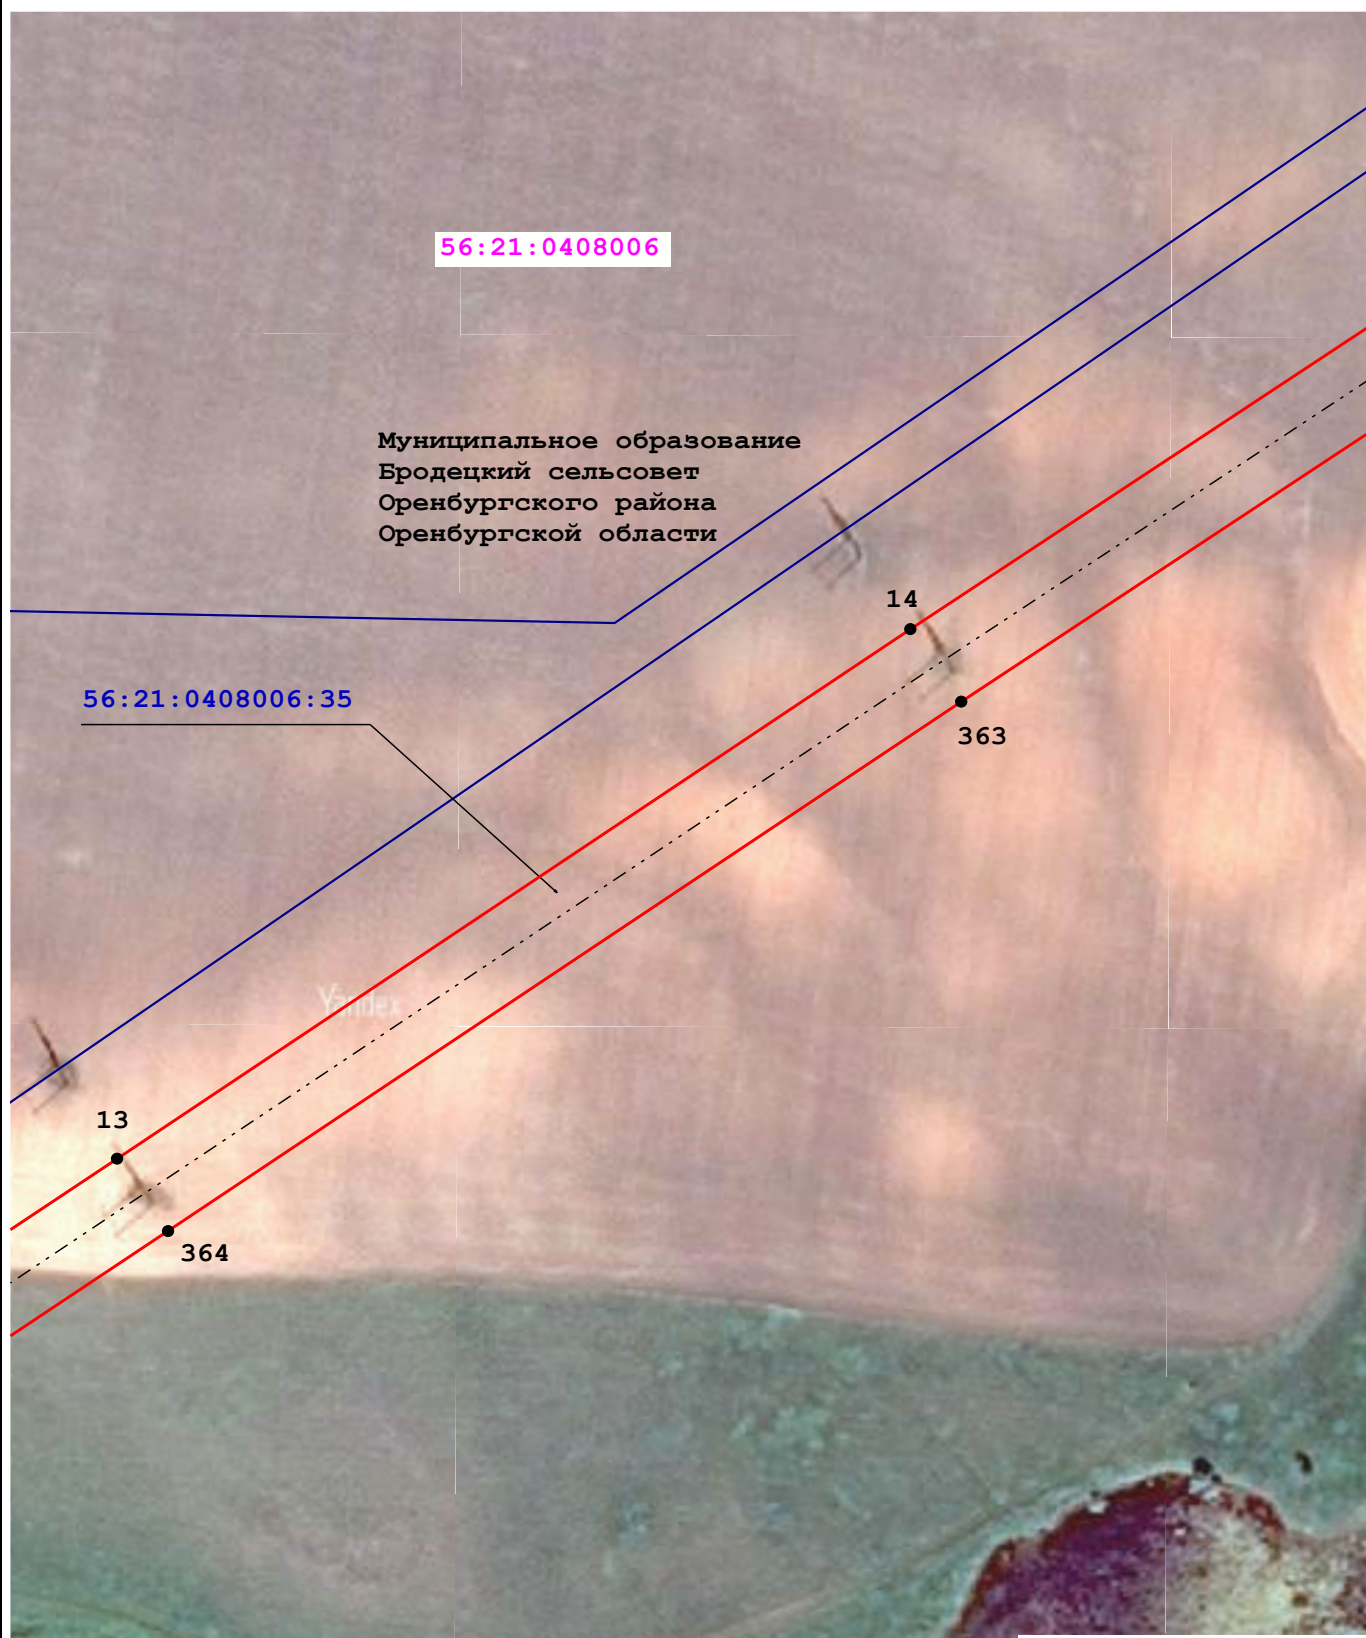 56:21:0408006
Муниципальное образование
Бродецкий сельсовет
Оренбургского района
Оренбургской области
14
56:21:0408006:35
363
Yandex
13
364